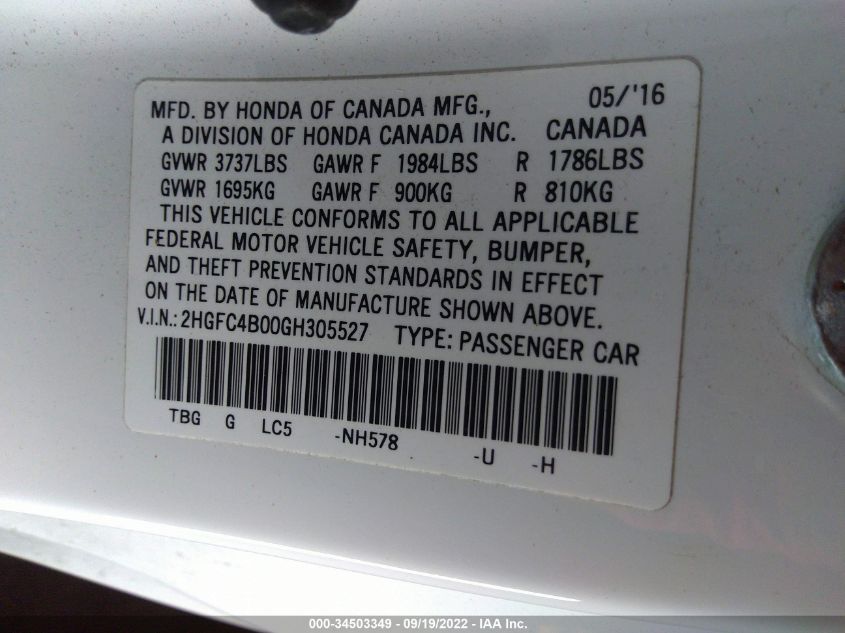 MFD. BY HONDA OF CANADA MFG., 05/'16
A DIVISION OF HONDA CANADA INC. CANADA
GVWR 3737LBS GAWR F 1984LBS R 1786LBS
GVWR 1695KG GAWR F 900KG R 810KG
THIS VEHICLE CONFORMS TO ALL APPLICABLE
FEDERAL MOTOR VEHICLE SAFETY, BUMPER,
AND THEFT PREVENTION STANDARDS IN EFFECT
ON THE DATE OF MANUFACTURE SHOWN ABOVE.
V.I.N.: 2HGFC4B00GH305527 TYPE: PASSENGER CAR
TBG G LC5 -NH578 -U -H
000-34503349 - 09/19/2022 - IAA Inc.